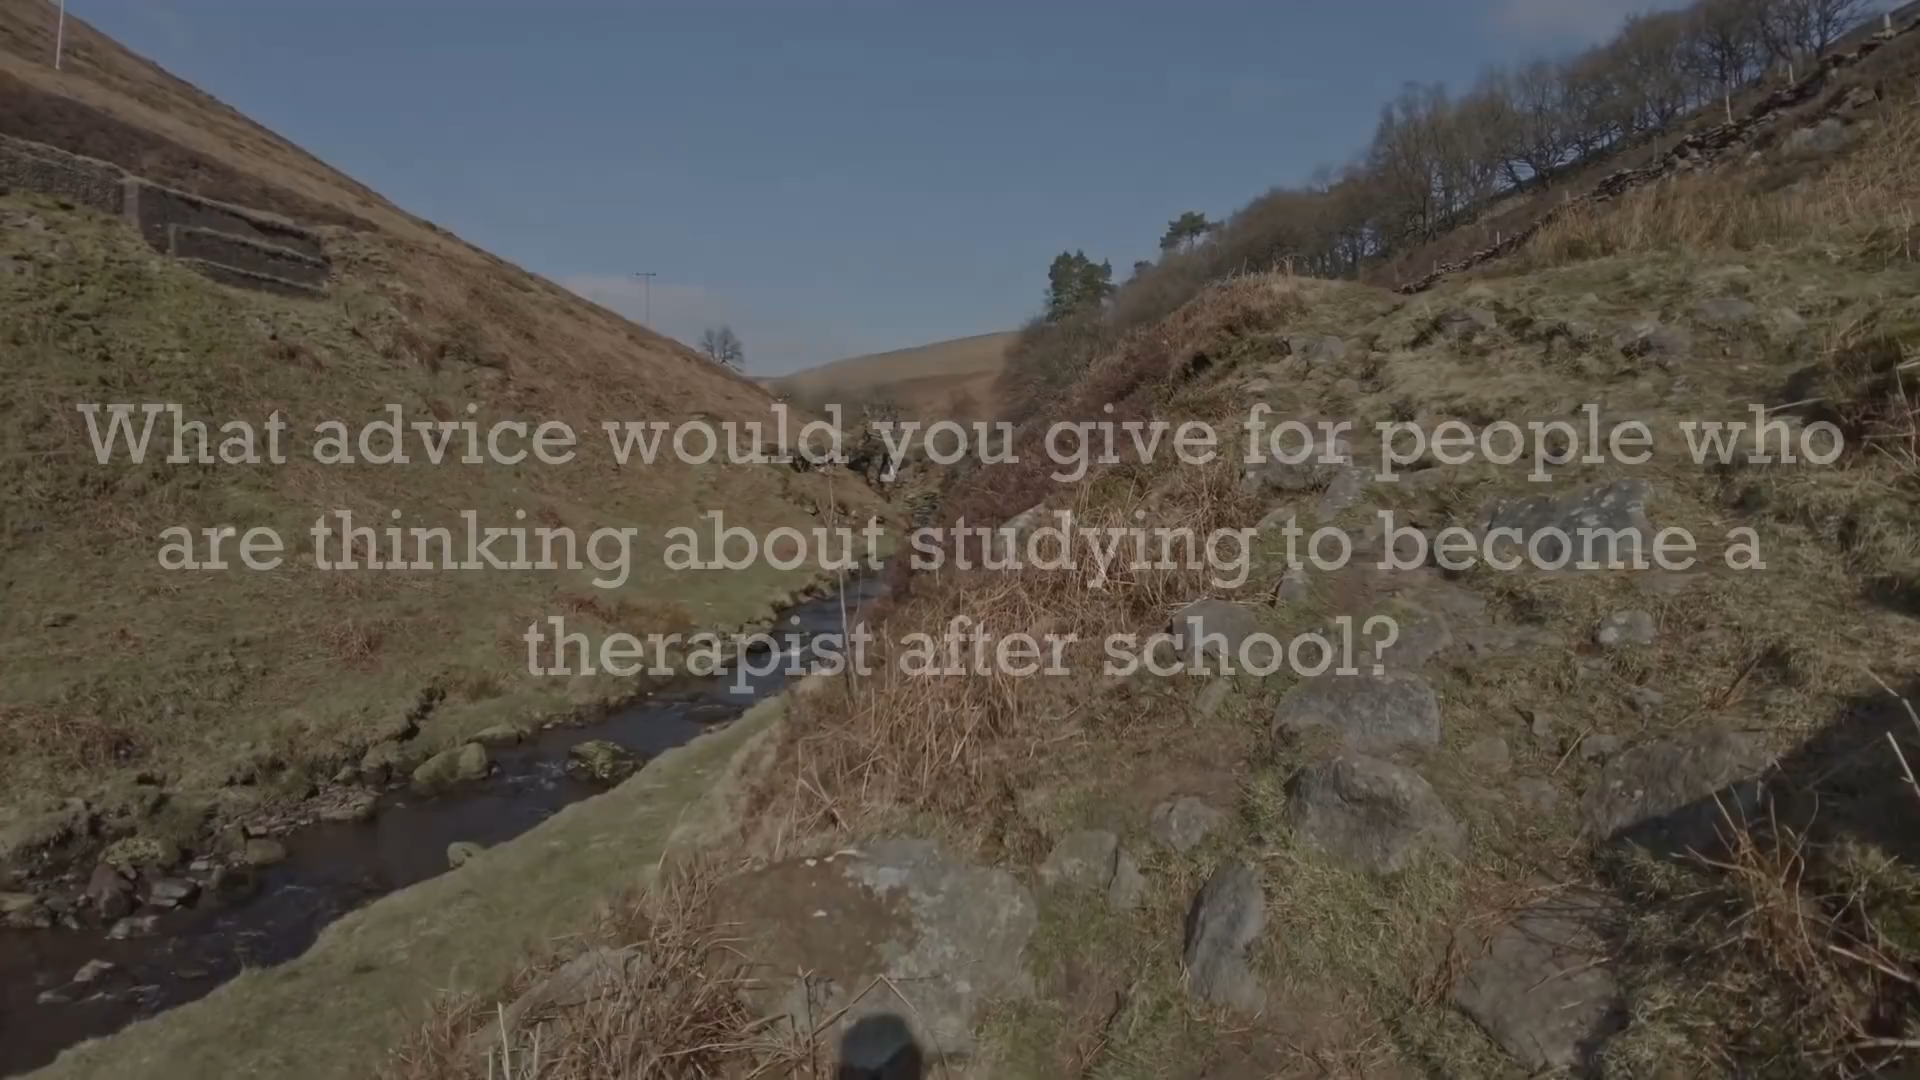 What advice would you give for people who
are thinking about studying to become a
therapist after school?